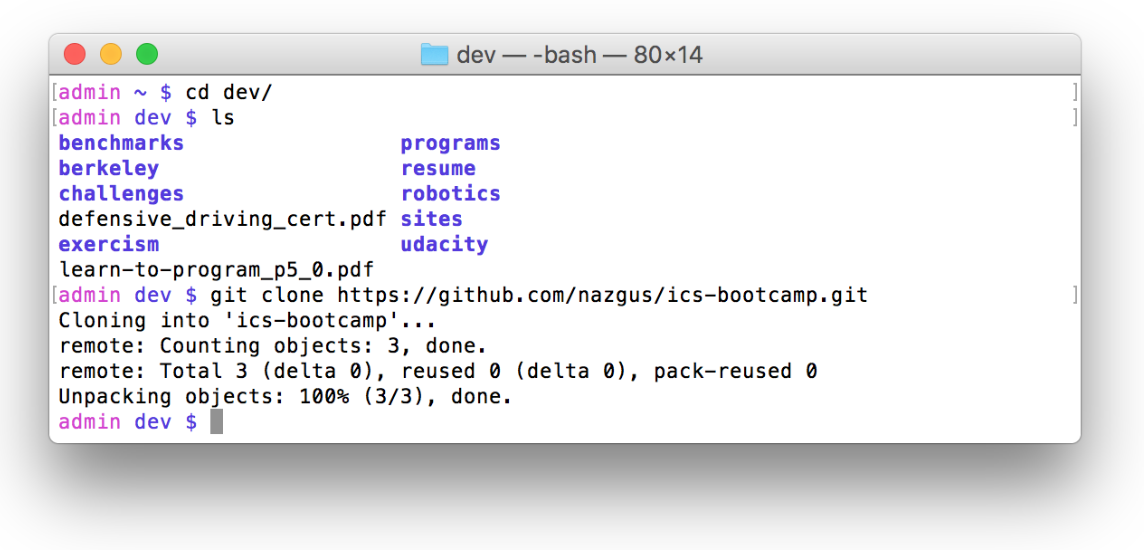 dev — -bash — 80×14
[admin ~ $ cd dev/ ]
[admin dev $ ls ]
benchmarks programs
berkeley resume
challenges robotics
defensive_driving_cert.pdf sites
exercism udacity
learn-to-program_p5_0.pdf
[admin dev $ git clone https://github.com/nazgus/ics-bootcamp.git ]
Cloning into 'ics-bootcamp'...
remote: Counting objects: 3, done.
remote: Total 3 (delta 0), reused 0 (delta 0), pack-reused 0
Unpacking objects: 100% (3/3), done.
admin dev $